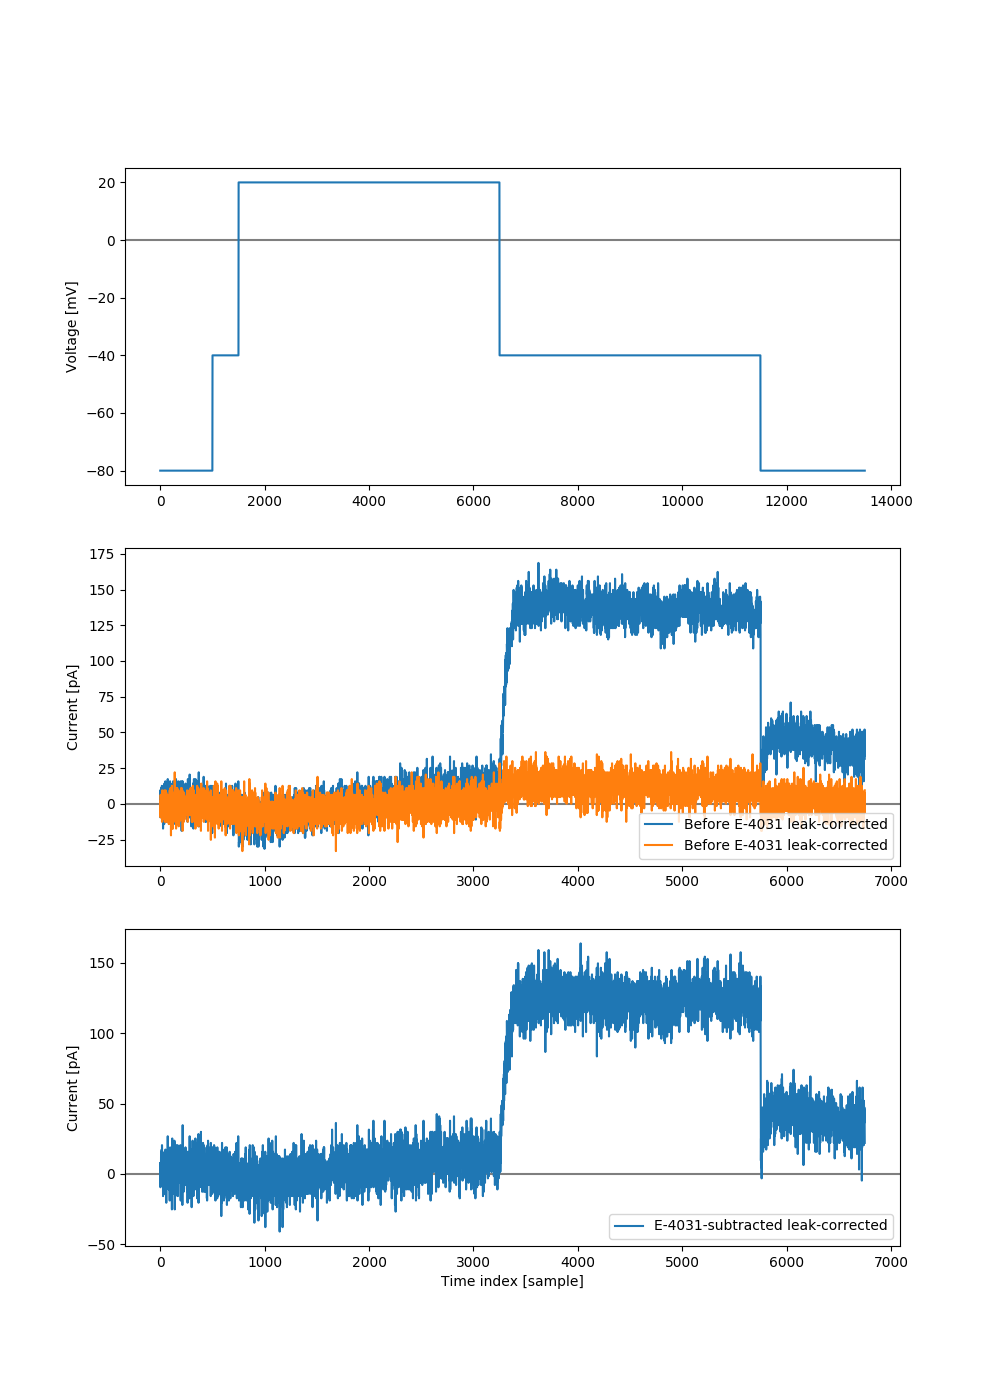 20
0
−20
−40
−60
−80
Voltage [mV]
0 2000 4000 6000 8000 10000 12000 14000
175
150
125
100
75
50
25
0
−25
Current [pA]
Before E-4031 leak-corrected
Before E-4031 leak-corrected
0 1000 2000 3000 4000 5000 6000 7000
150
100
50
0
−50
Current [pA]
E-4031-subtracted leak-corrected
0 1000 2000 3000 4000 5000 6000 7000
Time index [sample]